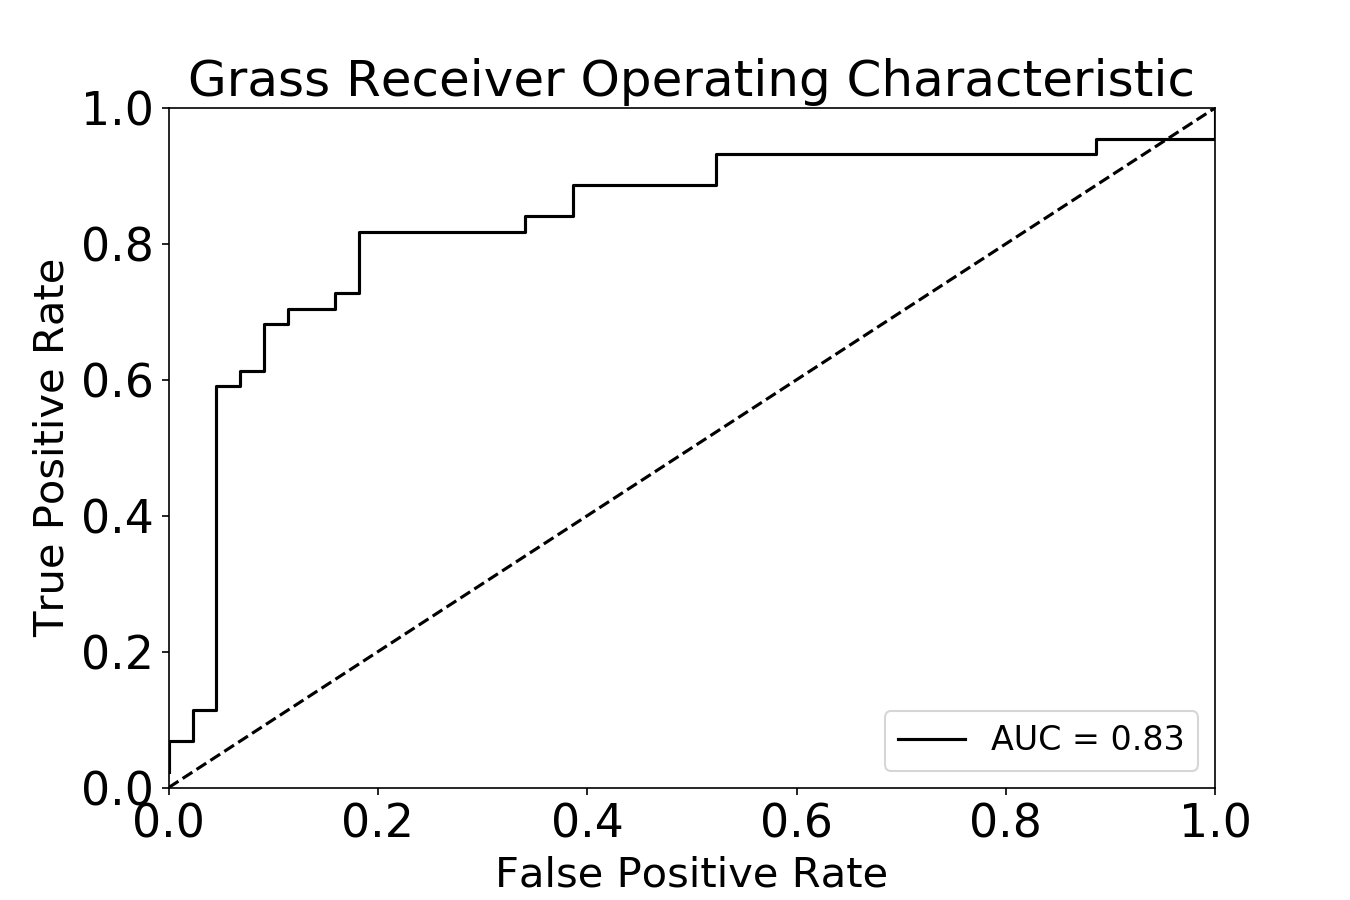 Grass Receiver Operating Characteristic
1.0
0.8
0.6
0.4
0.2
0.0
True Positive Rate
AUC = 0.83
0.0 0.2 0.4 0.6 0.8 1.0
False Positive Rate